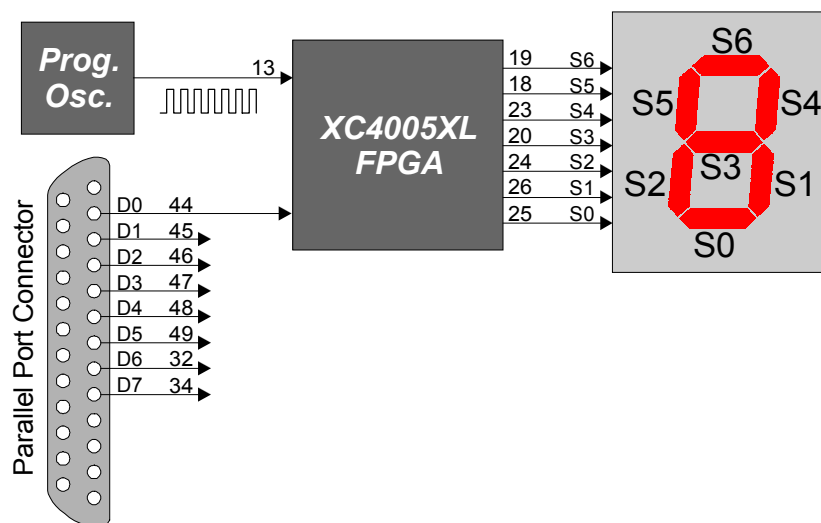 Prog.
Osc.
13
XC4005XL
FPGA
19 S6
18 S5
23 S4
20 S3
24 S2
26 S1
25 S0
S6
S5
S4
S3
S2
S1
S0
Parallel Port Connector
D0 44
D1 45
D2 46
D3 47
D4 48
D5 49
D6 32
D7 34